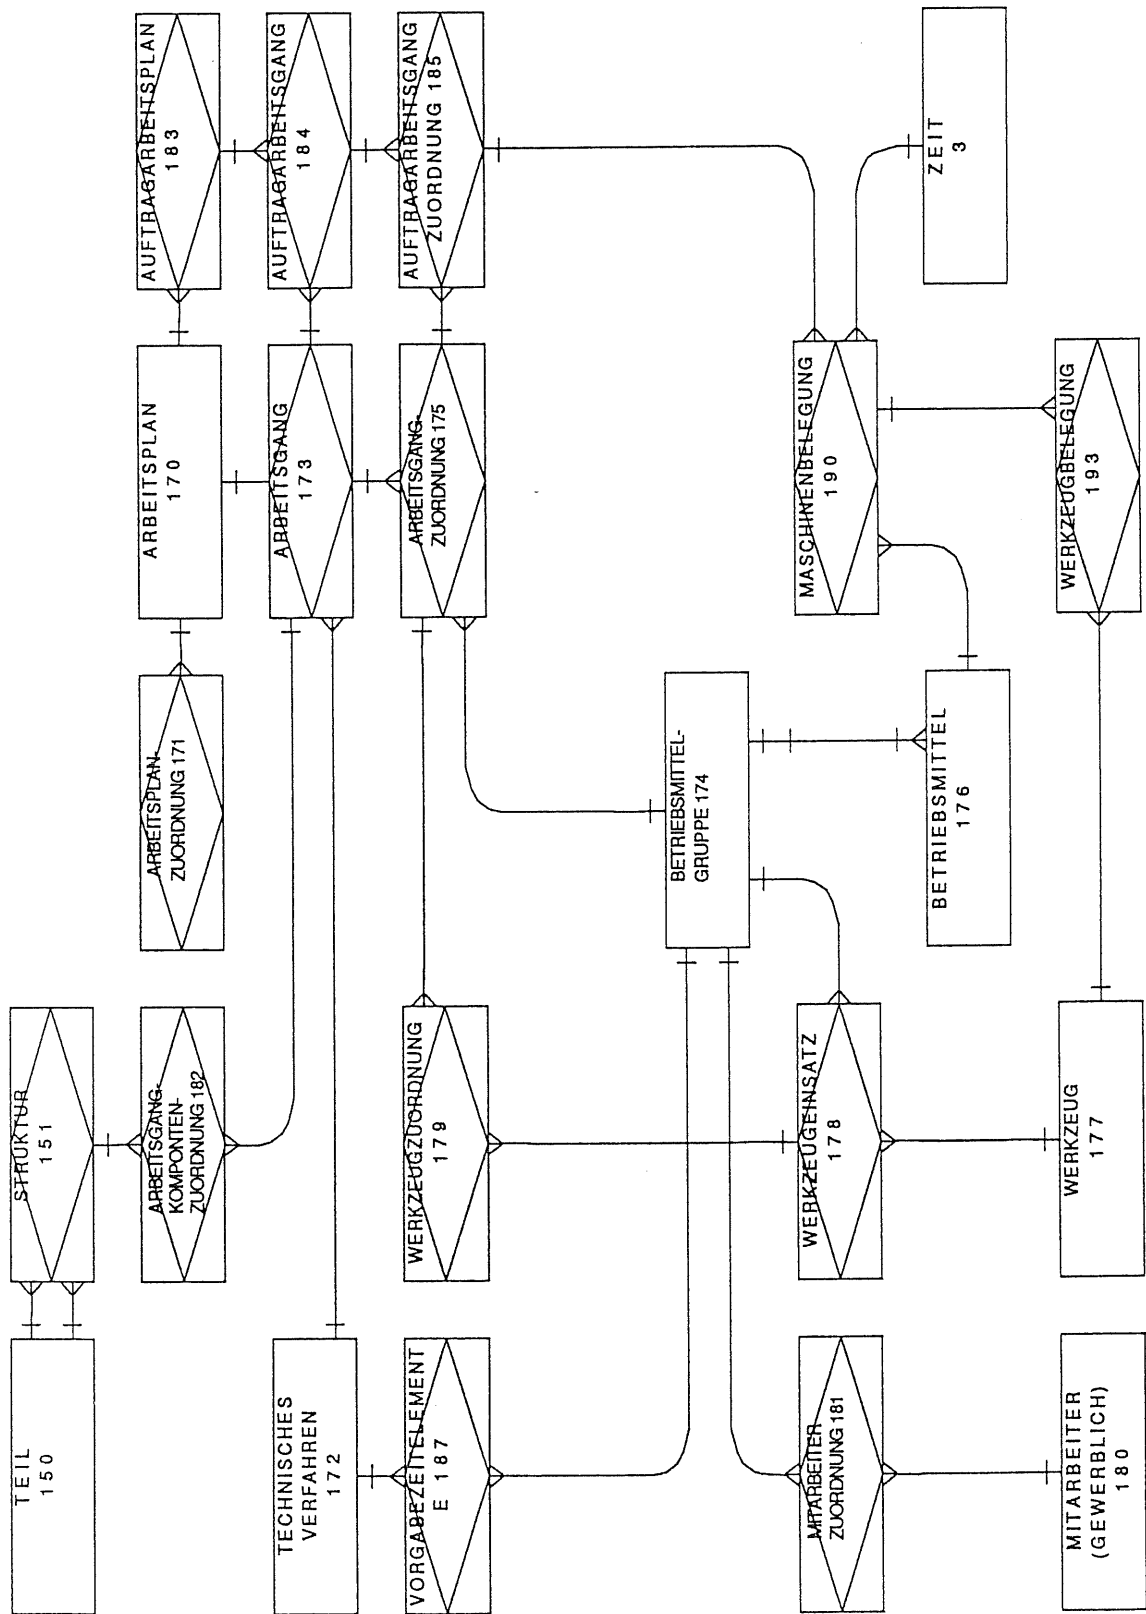 TEIL
150
STRUKTUR
151
ARBEITSGANG-
KOMPONTEN-
ZUORDNUNG 182
ARBEITSPLAN-
ZUORDNUNG 171
ARBEITSPLAN
170
AUFTRAGARBEITSPLAN
183
TECHNISCHES
VERFAHREN
172
ARBEITSGANG
173
AUFTRAGARBEITSGANG
184
VORGABEZEITELEMENT
E 187
WERKZEUGZUORDNUNG
179
ARBEITSGANG-
ZUORDNUNG 175
AUFTRAGARBEITSGANG
ZUORDNUNG 185
BETRIEBSMITTEL-
GRUPPE 174
MITARBEITER
ZUORDNUNG 181
WERKZEUGEINSATZ
178
MASCHINENBELEGUNG
190
BETRIEBSMITTEL
176
ZEIT
3
MITARBEITER
(GEWERBLICH)
180
WERKZEUG
177
WERKZEUGBELEGUNG
193